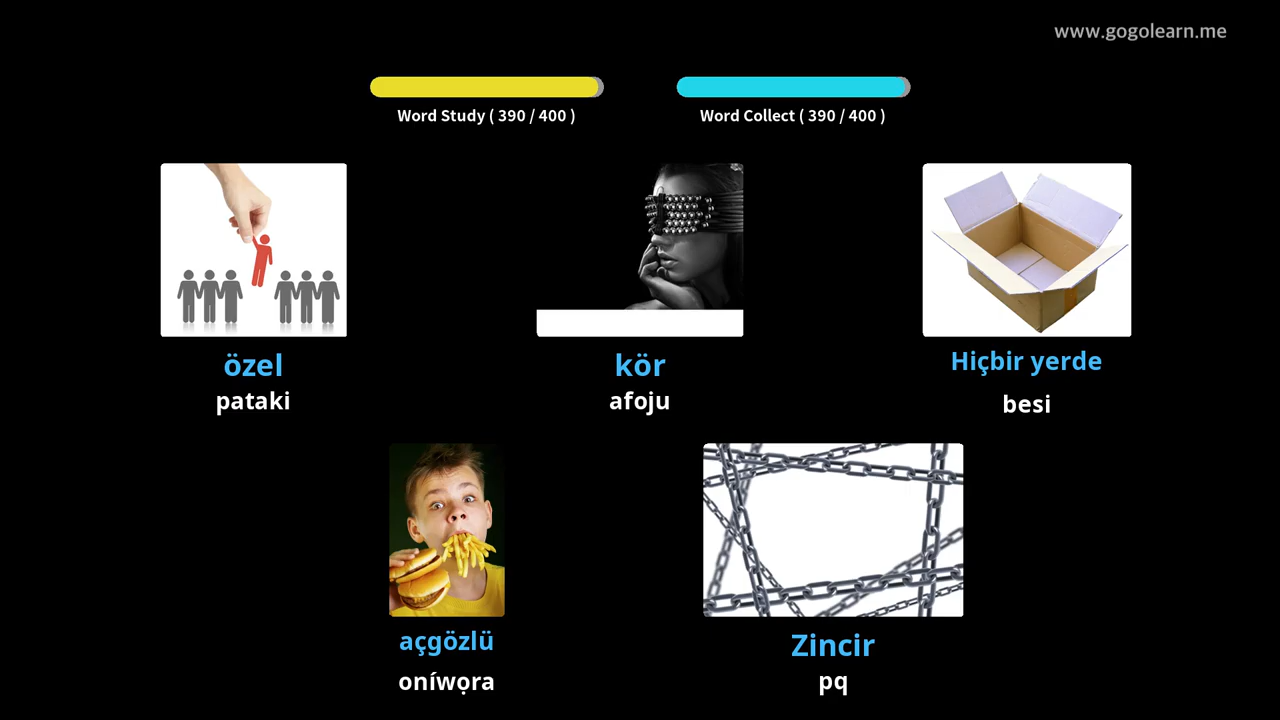 www.gogolearn.me
Word Study ( 390 / 400 )
Word Collect ( 390 / 400 )
özel
pataki
kör
afoju
Hiçbir yerde
besi
açgözlü
oníwọra
Zincir
pq